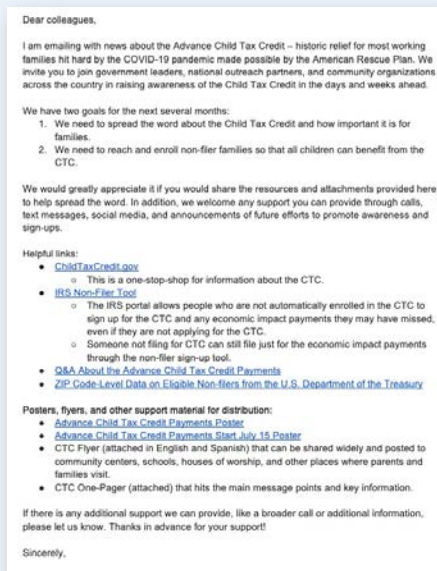 Dear colleagues,
I am emailing with news about the Advance Child Tax Credit – historic relief for most working
families hit hard by the COVID-19 pandemic made possible by the American Rescue Plan. We
invite you to join government leaders, national outreach partners, and community organizations
across the country in raising awareness of the Child Tax Credit in the days and weeks ahead.
We have two goals for the next several months:
1. We need to spread the word about the Child Tax Credit and how important it is for
families.
2. We need to reach and enroll non-filer families so that all children can benefit from the
CTC.
We would greatly appreciate it if you would share the resources and attachments provided here
to help spread the word. In addition, we welcome any support you can provide through calls,
text messages, social media, and announcements of future efforts to promote awareness and
sign-ups.
Helpful links:
● ChildTaxCredit.gov
○ This is a one-stop-shop for information about the CTC.
● IRS Non-Filer Tool
○ The IRS portal allows people who are not automatically enrolled in the CTC to
sign up for the CTC and any economic impact payments they may have missed,
even if they are not applying for the CTC.
○ Someone not filing for CTC can still file just for the economic impact payments
through the non-filer sign-up tool.
● Q&A About the Advance Child Tax Credit Payments
● ZIP Code-Level Data on Eligible Non-filers from the U.S. Department of the Treasury
Posters, flyers, and other support material for distribution:
● Advance Child Tax Credit Payments Poster
● Advance Child Tax Credit Payments Start July 15 Poster
● CTC Flyer (attached in English and Spanish) that can be shared widely and posted to
community centers, schools, houses of worship, and other places where parents and
families visit.
● CTC One-Pager (attached) that hits the main message points and key information.
If there is any additional support we can provide, like a broader call or additional information,
please let us know. Thanks in advance for your support!
Sincerely,